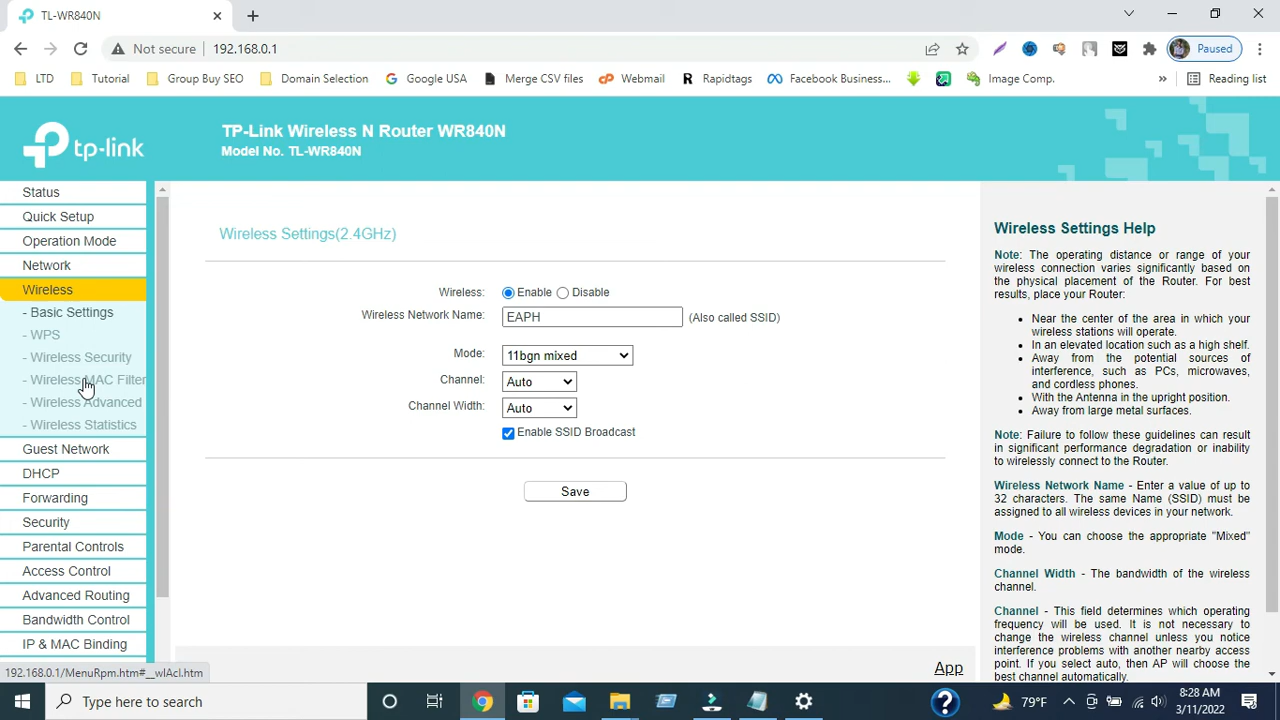 TL-WR840N
Not secure
192.168.0.1
Paused
LTD
Tutorial
Group Buy SEO
Domain Selection
Google USA
Merge CSV files
Webmail
Rapidtags
Facebook Business...
Image Comp.
»
Reading list
tp-link
TP-Link Wireless N Router WR840N
Model No. TL-WR840N
Status
Quick Setup
Operation Mode
Network
Wireless
- Basic Settings
- WPS
- Wireless Security
- Wireless MAC Filter
- Wireless Advanced
- Wireless Statistics
Guest Network
DHCP
Forwarding
Security
Parental Controls
Access Control
Advanced Routing
Bandwidth Control
IP & MAC Binding
192.168.0.1/MenuRpm.htm#__wlAcl.htm
Wireless Settings(2.4GHz)
Wireless: Enable Disable
Wireless Network Name: EAPH (Also called SSID)
Mode: 11bgn mixed
Channel: Auto
Channel Width: Auto
Enable SSID Broadcast
Save
App
Wireless Settings Help
Note: The operating distance or range of your
wireless connection varies significantly based on
the physical placement of the Router. For best
results, place your Router:
• Near the center of the area in which your
wireless stations will operate.
• In an elevated location such as a high shelf.
• Away from the potential sources of
interference, such as PCs, microwaves,
and cordless phones.
• With the Antenna in the upright position.
• Away from large metal surfaces.
Note: Failure to follow these guidelines can result
in significant performance degradation or inability
to wirelessly connect to the Router.
Wireless Network Name - Enter a value of up to
32 characters. The same Name (SSID) must be
assigned to all wireless devices in your network.
Mode - You can choose the appropriate "Mixed"
mode.
Channel Width - The bandwidth of the wireless
channel.
Channel - This field determines which operating
frequency will be used. It is not necessary to
change the wireless channel unless you notice
interference problems with another nearby access
point. If you select auto, then AP will choose the
best channel automatically.
Type here to search
79°F
8:28 AM
3/11/2022